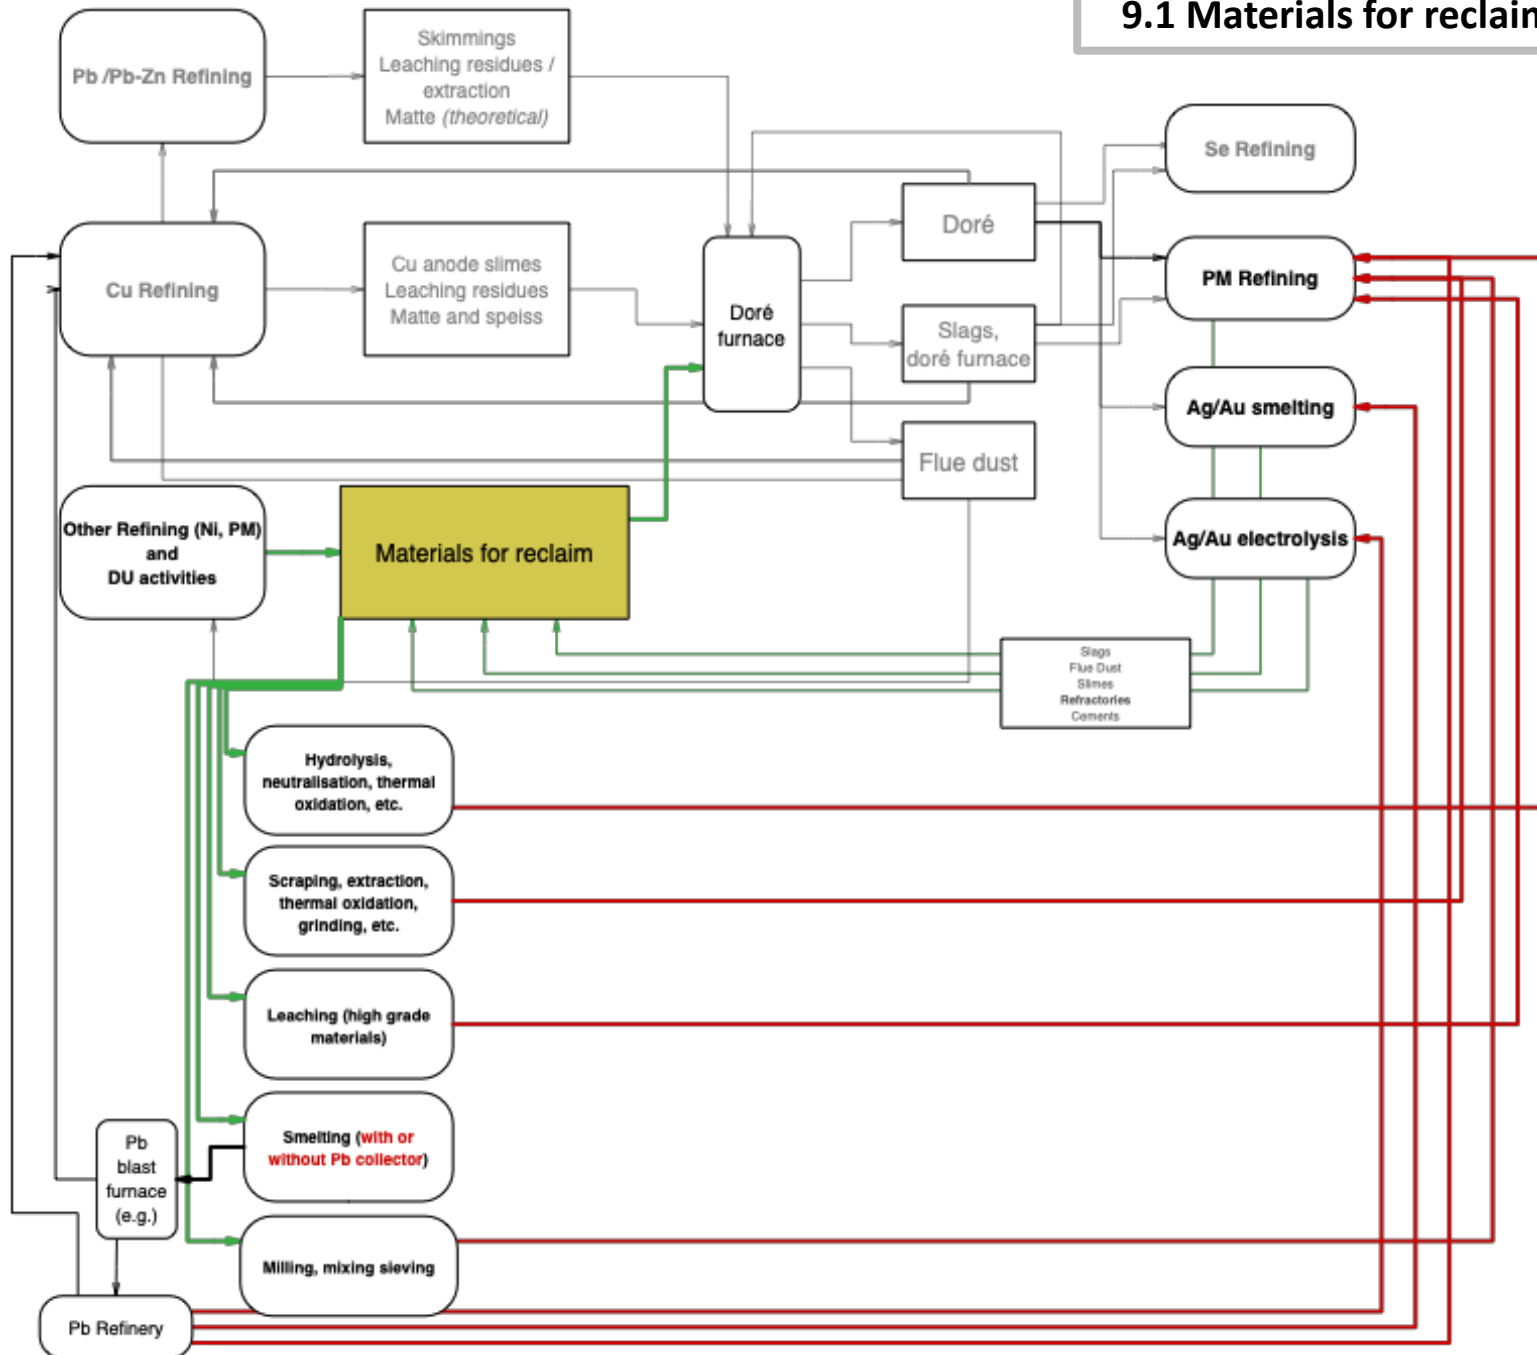 9.1 Materials for reclaim
Pb /Pb-Zn Refining
Skimmings
Leaching residues /
extraction
Matte (theoretical)
Se Refining
Cu Refining
Cu anode slimes
Leaching residues
Matte and speiss
Doré
furnace
Doré
PM Refining
Slags,
doré furnace
Ag/Au smelting
Flue dust
Other Refining (Ni, PM)
and
DU activities
Materials for reclaim
Ag/Au electrolysis
Slags
Flue Dust
Slimes
Refractories
Cements
Hydrolysis,
neutralisation, thermal
oxidation, etc.
Scraping, extraction,
thermal oxidation,
grinding, etc.
Leaching (high grade
materials)
Smelting (with or
without Pb collector)
Pb
blast
furnace
(e.g.)
Milling, mixing sieving
Pb Refinery